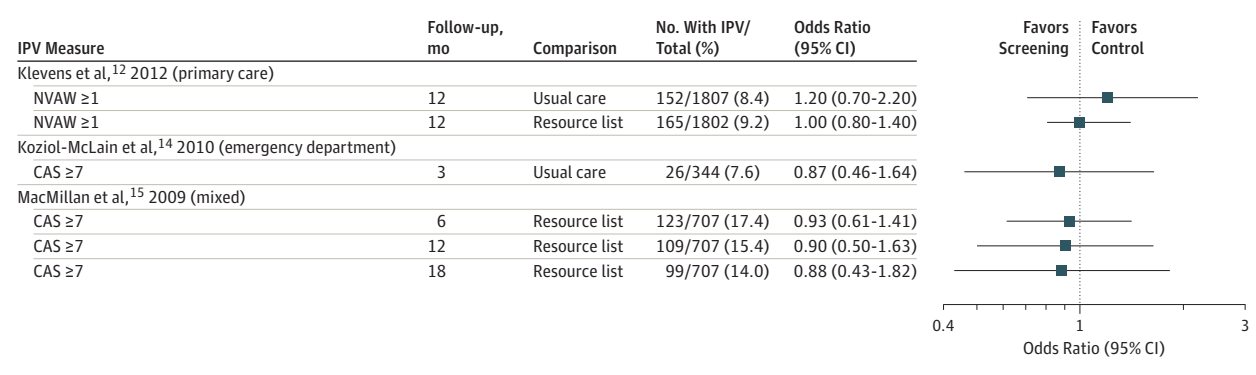 Follow-up, No. With IPV/ Odds Ratio Favors Favors
IPV Measure mo Comparison Total (%) (95% CI) Screening Control
Klevens et al,12 2012 (primary care)
NVAW ≥1 12 Usual care 152/1807 (8.4) 1.20 (0.70-2.20)
NVAW ≥1 12 Resource list 165/1802 (9.2) 1.00 (0.80-1.40)
Koziol-McLain et al,14 2010 (emergency department)
CAS ≥7 3 Usual care 26/344 (7.6) 0.87 (0.46-1.64)
MacMillan et al,15 2009 (mixed)
CAS ≥7 6 Resource list 123/707 (17.4) 0.93 (0.61-1.41)
CAS ≥7 12 Resource list 109/707 (15.4) 0.90 (0.50-1.63)
CAS ≥7 18 Resource list 99/707 (14.0) 0.88 (0.43-1.82)
0.4 1 3
Odds Ratio (95% CI)